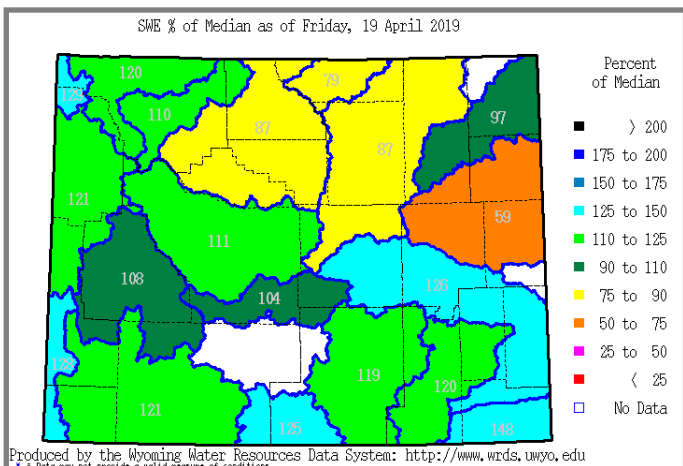 SWE % of Median as of Friday, 19 April 2019
Percent
of Median
> 200
175 to 200
150 to 175
125 to 150
110 to 125
90 to 110
75 to 90
50 to 75
25 to 50
< 25
No Data
120
79
110
97
87
87
121
59
111
108
126
104
119
120
121
125
148
Produced by the Wyoming Water Resources Data System: http://www.wrds.uwyo.edu